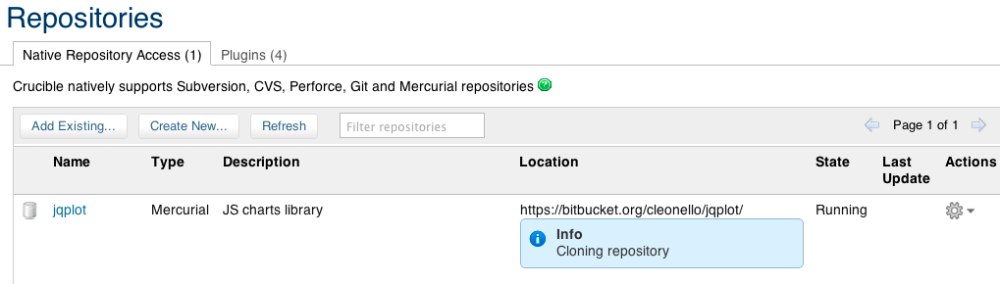 Repositories
Native Repository Access (1) Plugins (4)
Crucible natively supports Subversion, CVS, Perforce, Git and Mercurial repositories ?
Add Existing... Create New... Refresh Filter repositories Page 1 of 1
Name Type Description Location State Last Update Actions
jqplot Mercurial JS charts library https://bitbucket.org/cleonello/jqplot/ Running
Info
Cloning repository